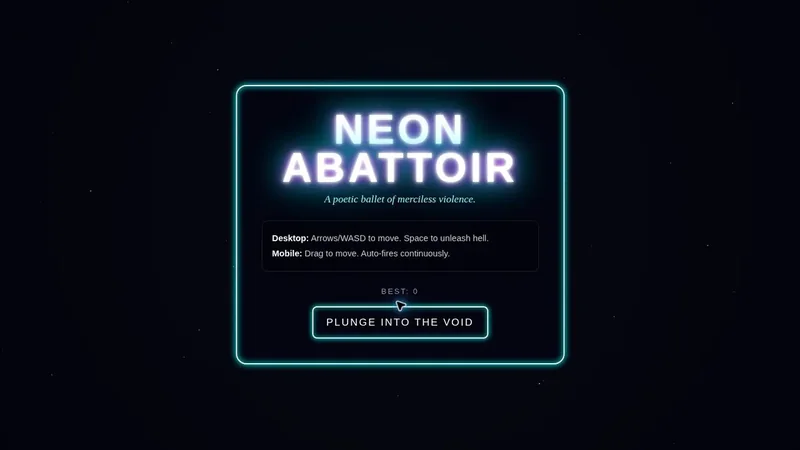 NEON
ABATTOIR
A poetic ballet of merciless violence.
Desktop: Arrows/WASD to move. Space to unleash hell.
Mobile: Drag to move. Auto-fires continuously.
BEST: 0
PLUNGE INTO THE VOID